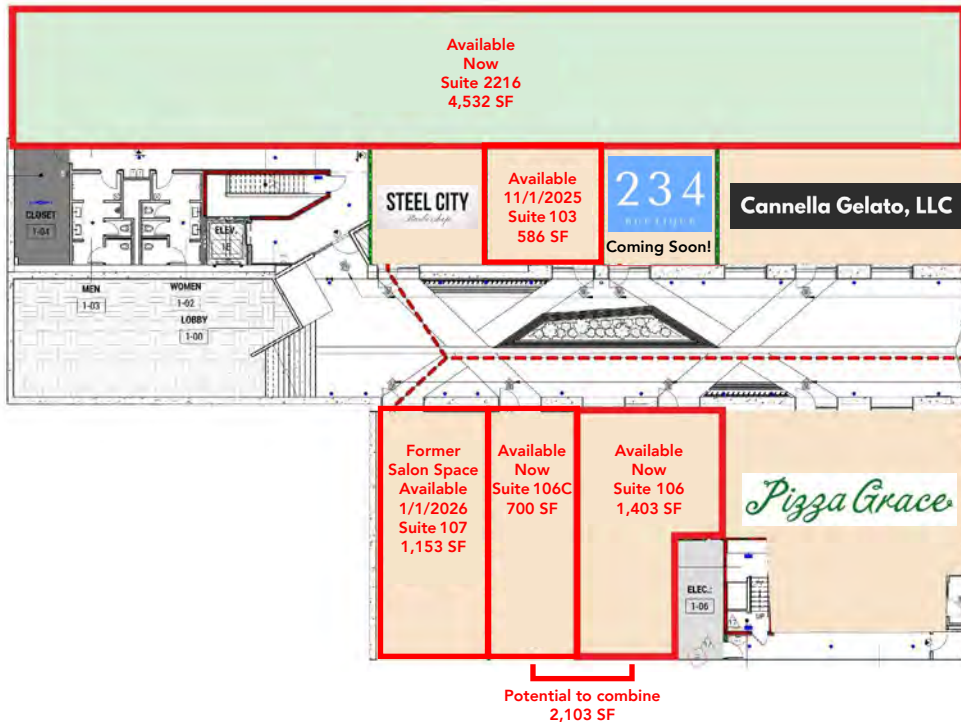 Available
Now
Suite 2216
4,532 SF
STEEL CITY
Barbershop
Available
11/1/2025
Suite 103
586 SF
234
BOUTIQUE
Coming Soon!
Cannella Gelato, LLC
CLOSET
1-04
ELEV.
MEN
1-03
WOMEN
1-02
LOBBY
1-00
Former
Salon Space
Available
1/1/2026
Suite 107
1,153 SF
Available
Now
Suite 106C
700 SF
Available
Now
Suite 106
1,403 SF
Pizza Grace
ELEC.:
1-06
UP
Potential to combine
2,103 SF